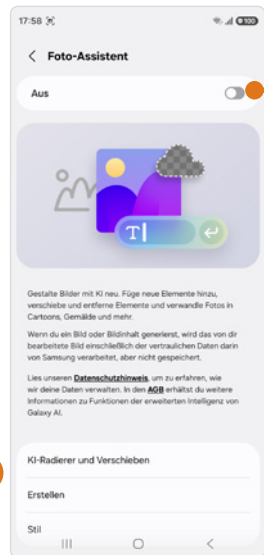 17:58
100
Foto-Assistent
Aus
T
Gestalte Bilder mit KI neu. Füge neue Elemente hinzu,
verschiebe und entferne Elemente und verwandle Fotos in
Cartoons, Gemälde und mehr.
Wenn du ein Bild oder Bildinhalt generierst, wird das von dir
bearbeitete Bild einschließlich der vertraulichen Daten darin
von Samsung verarbeitet, aber nicht gespeichert.
Lies unseren Datenschutzhinweis, um zu erfahren, wie
wir deine Daten verwalten. In den AGB erhältst du weitere
Informationen zu Funktionen der erweiterten Intelligenz von
Galaxy AI.
KI-Radierer und Verschieben
Erstellen
Stil